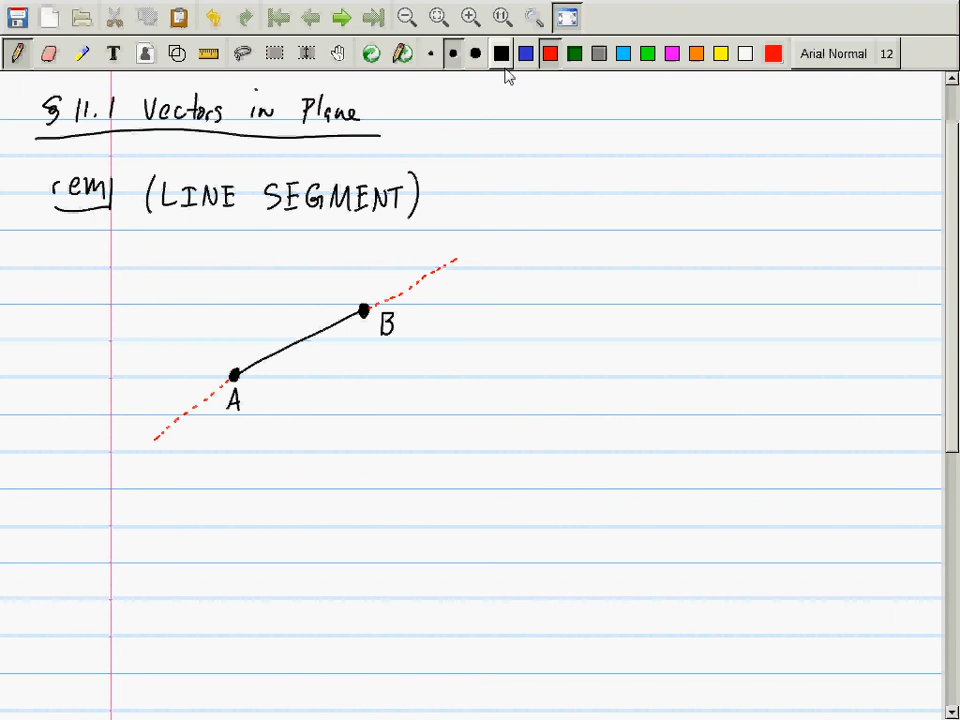 T
Arial Normal 12
§ 11.1 Vectors in Plane
rem (LINE SEGMENT)
B
A